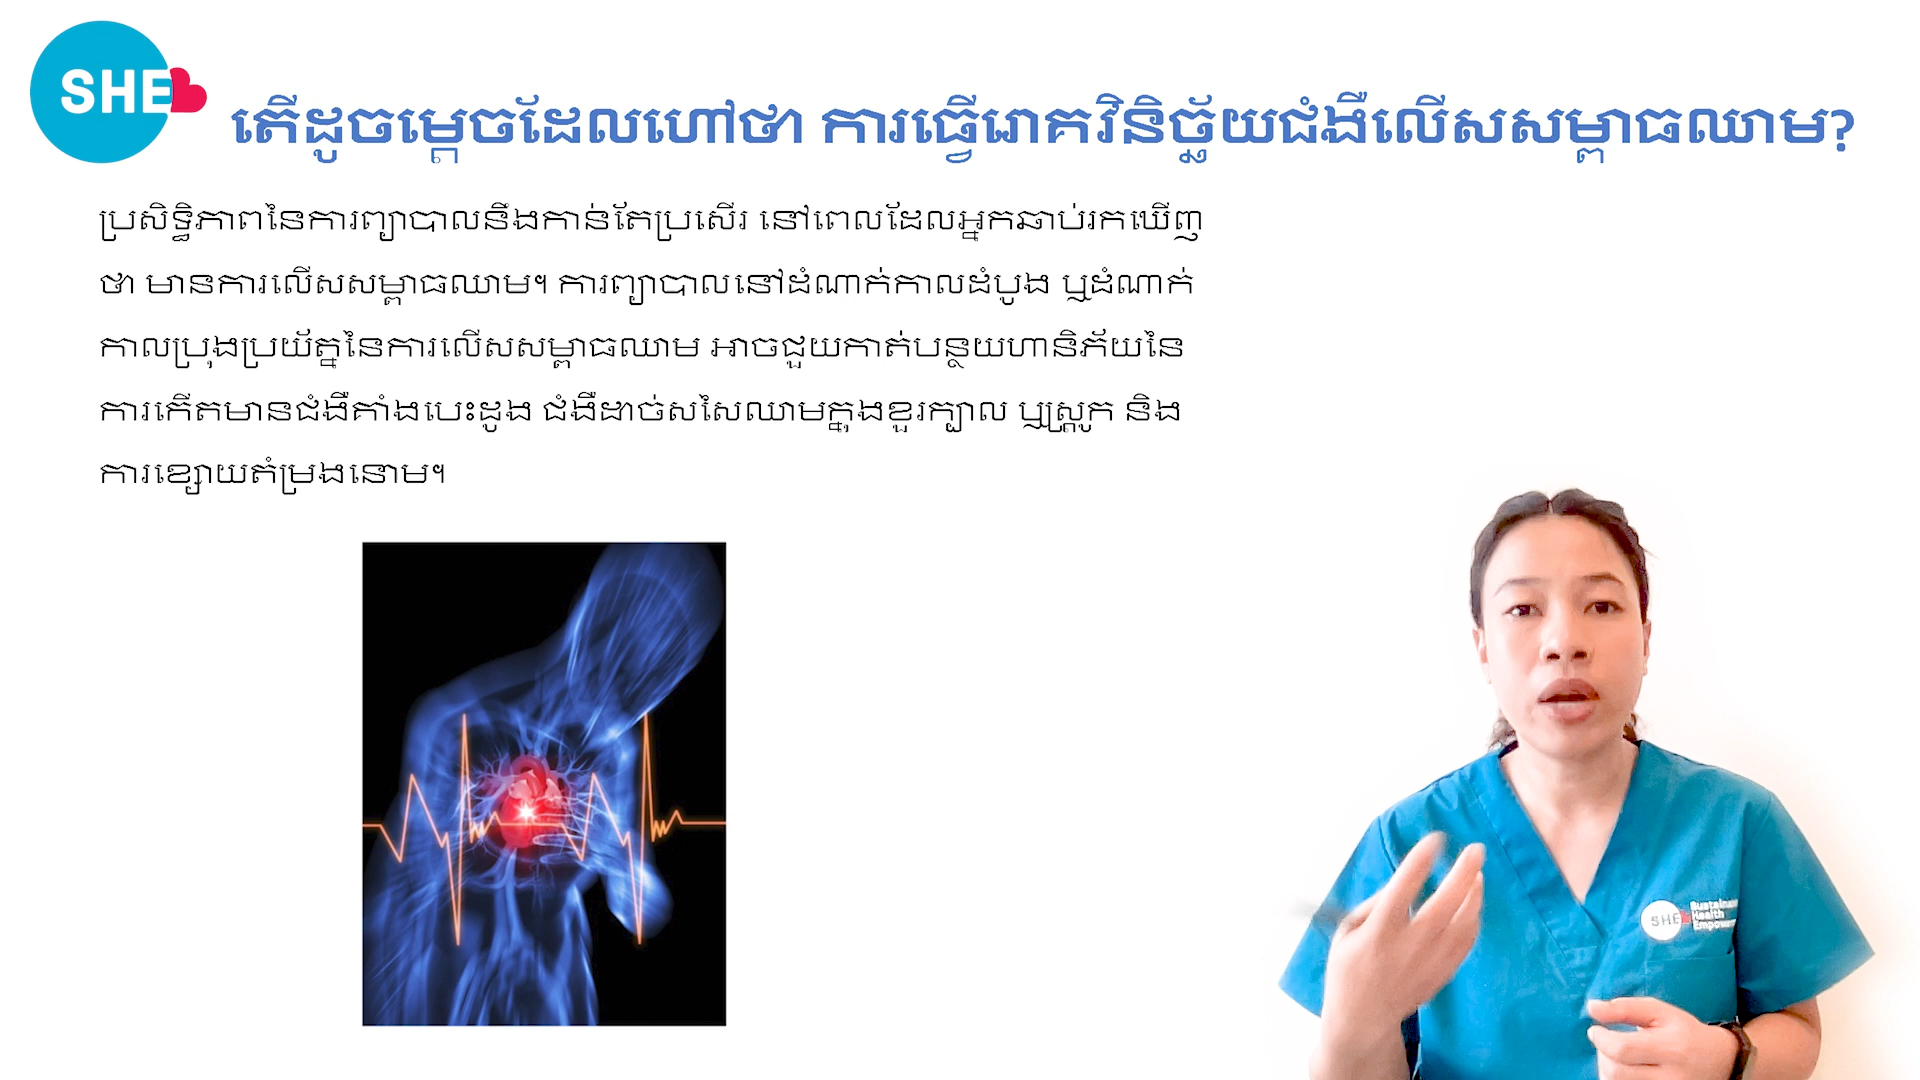 SHE
តើដូចម្ដេចដែលហៅថា ការធ្វើរោគវិនិច្ឆ័យជំងឺលើសសម្ពាធឈាម?
ប្រសិទ្ធិភាពនៃការព្យាបាលនឹងកាន់តែប្រសើរ នៅពេលដែលអ្នកឆាប់រកឃើញ
ថា មានការលើសសម្ពាធឈាម។ ការព្យាបាលនៅដំណាក់កាលដំបូង ឬដំណាក់
កាលប្រុងប្រយ័ត្ននៃការលើសសម្ពាធឈាម អាចជួយកាត់បន្ថយហានិភ័យនៃ
ការកើតមានជំងឺគាំងបេះដូង ជំងឺដាច់សសៃឈាមក្នុងខួរក្បាល ឬស្ត្រូក និង
ការខ្សោយតំម្រងនោម។
SHE
Health